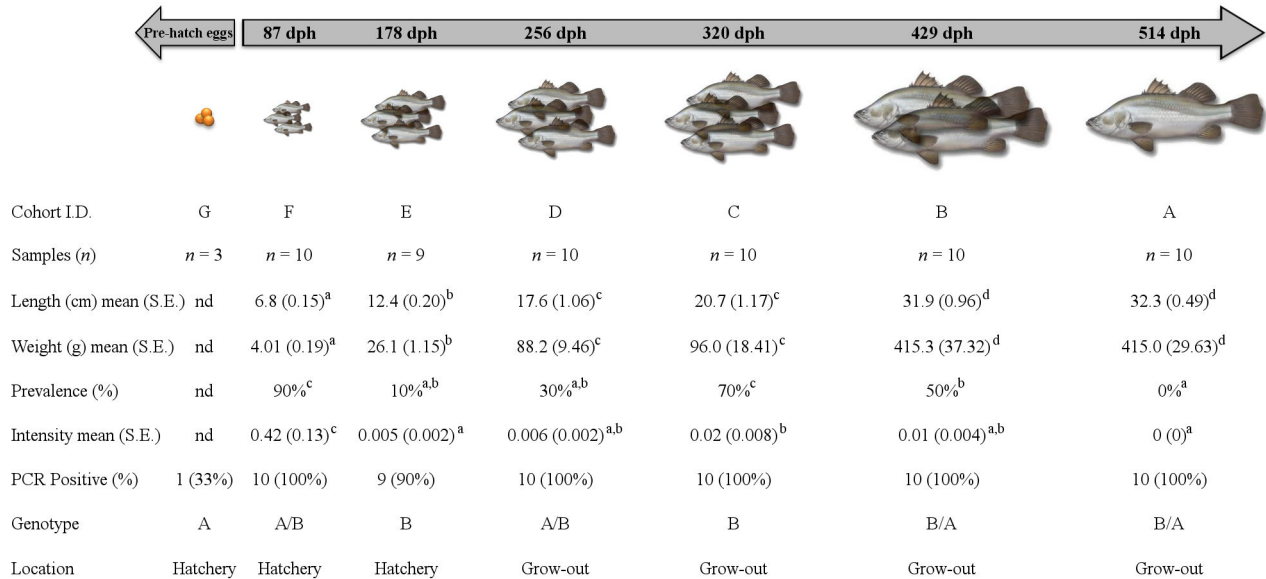 Pre-hatch eggs 87 dph 178 dph 256 dph 320 dph 429 dph 514 dph
Cohort I.D. G F E D C B A
Samples (n) n = 3 n = 10 n = 9 n = 10 n = 10 n = 10 n = 10
Length (cm) mean (S.E.) nd 6.8 (0.15)a 12.4 (0.20)b 17.6 (1.06)c 20.7 (1.17)c 31.9 (0.96)d 32.3 (0.49)d
Weight (g) mean (S.E.) nd 4.01 (0.19)a 26.1 (1.15)b 88.2 (9.46)c 96.0 (18.41)c 415.3 (37.32)d 415.0 (29.63)d
Prevalence (%) nd 90%c 10%a,b 30%a,b 70%c 50%b 0%a
Intensity mean (S.E.) nd 0.42 (0.13)c 0.005 (0.002)a 0.006 (0.002)a,b 0.02 (0.008)b 0.01 (0.004)a,b 0 (0)a
PCR Positive (%) 1 (33%) 10 (100%) 9 (90%) 10 (100%) 10 (100%) 10 (100%) 10 (100%)
Genotype A A/B B A/B B B/A B/A
Location Hatchery Hatchery Hatchery Grow-out Grow-out Grow-out Grow-out